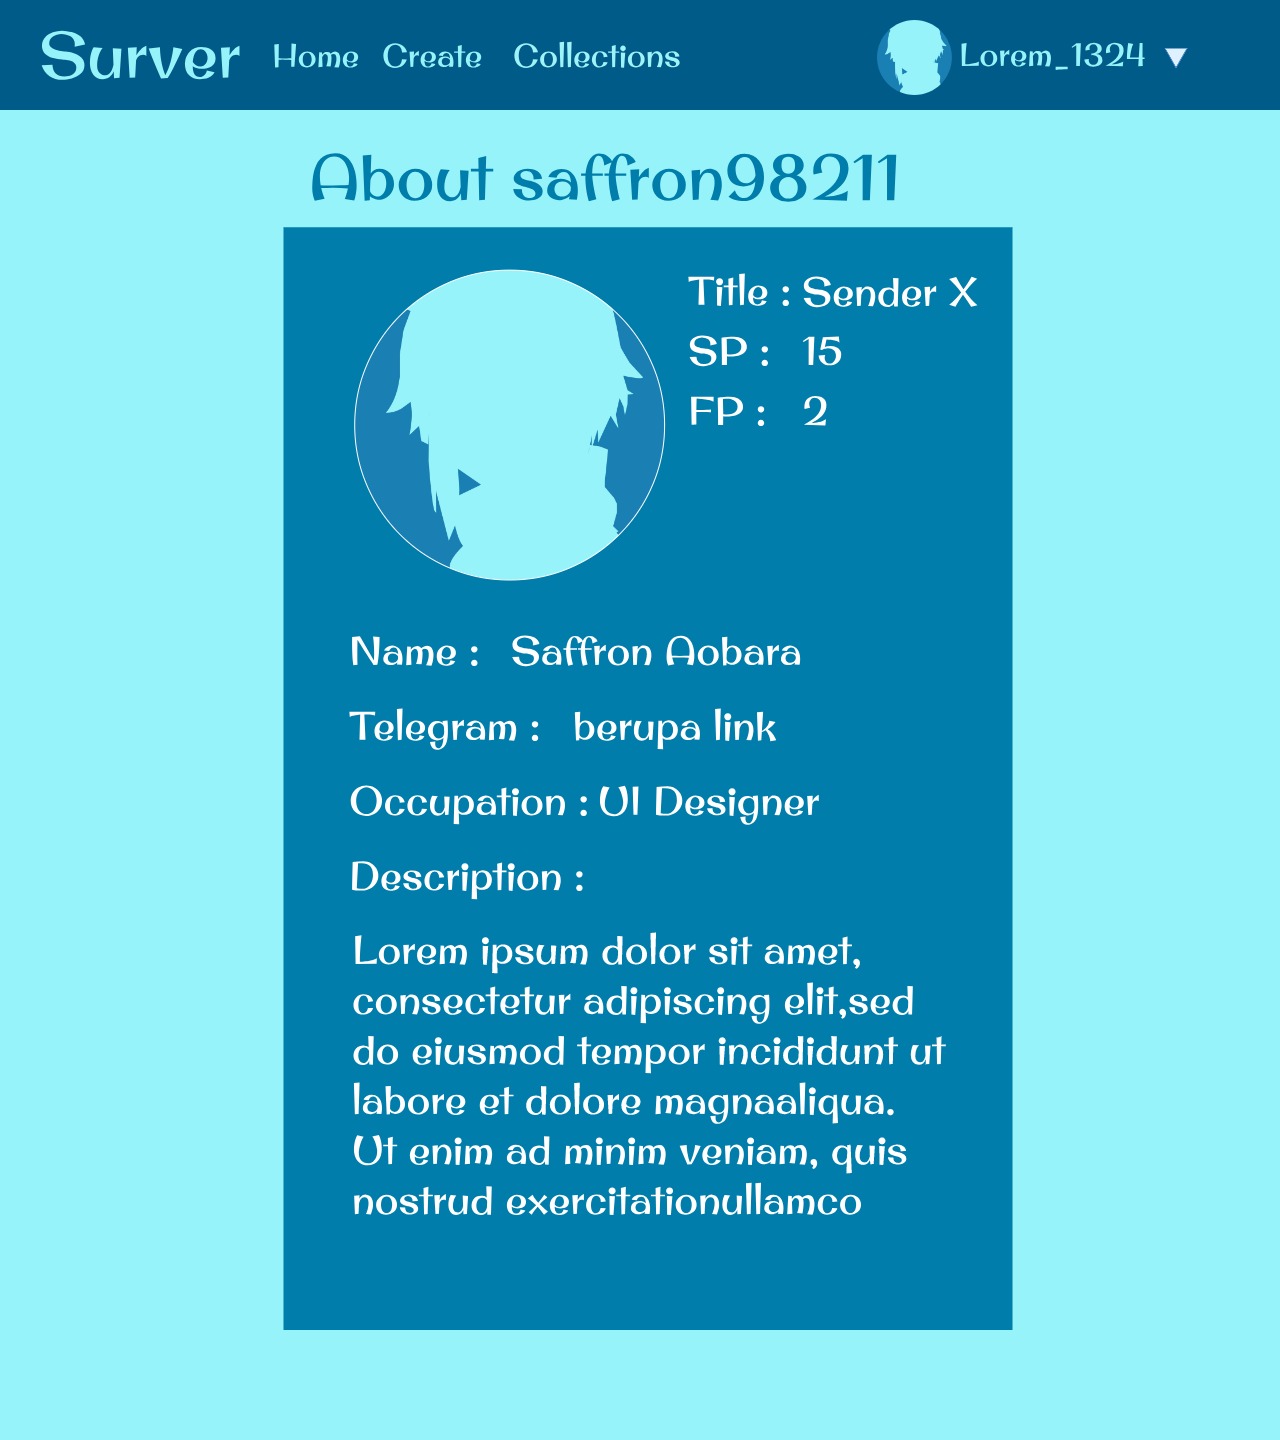 Surver Home Create Collections Lorem_1324
About saffron98211
Title : Sender X
SP : 15
FP : 2
Name : Saffron Aobara
Telegram : berupa link
Occupation : UI Designer
Description :
Lorem ipsum dolor sit amet,
consectetur adipiscing elit,sed
do eiusmod tempor incididunt ut
labore et dolore magnaaliqua.
Ut enim ad minim veniam, quis
nostrud exercitationullamco